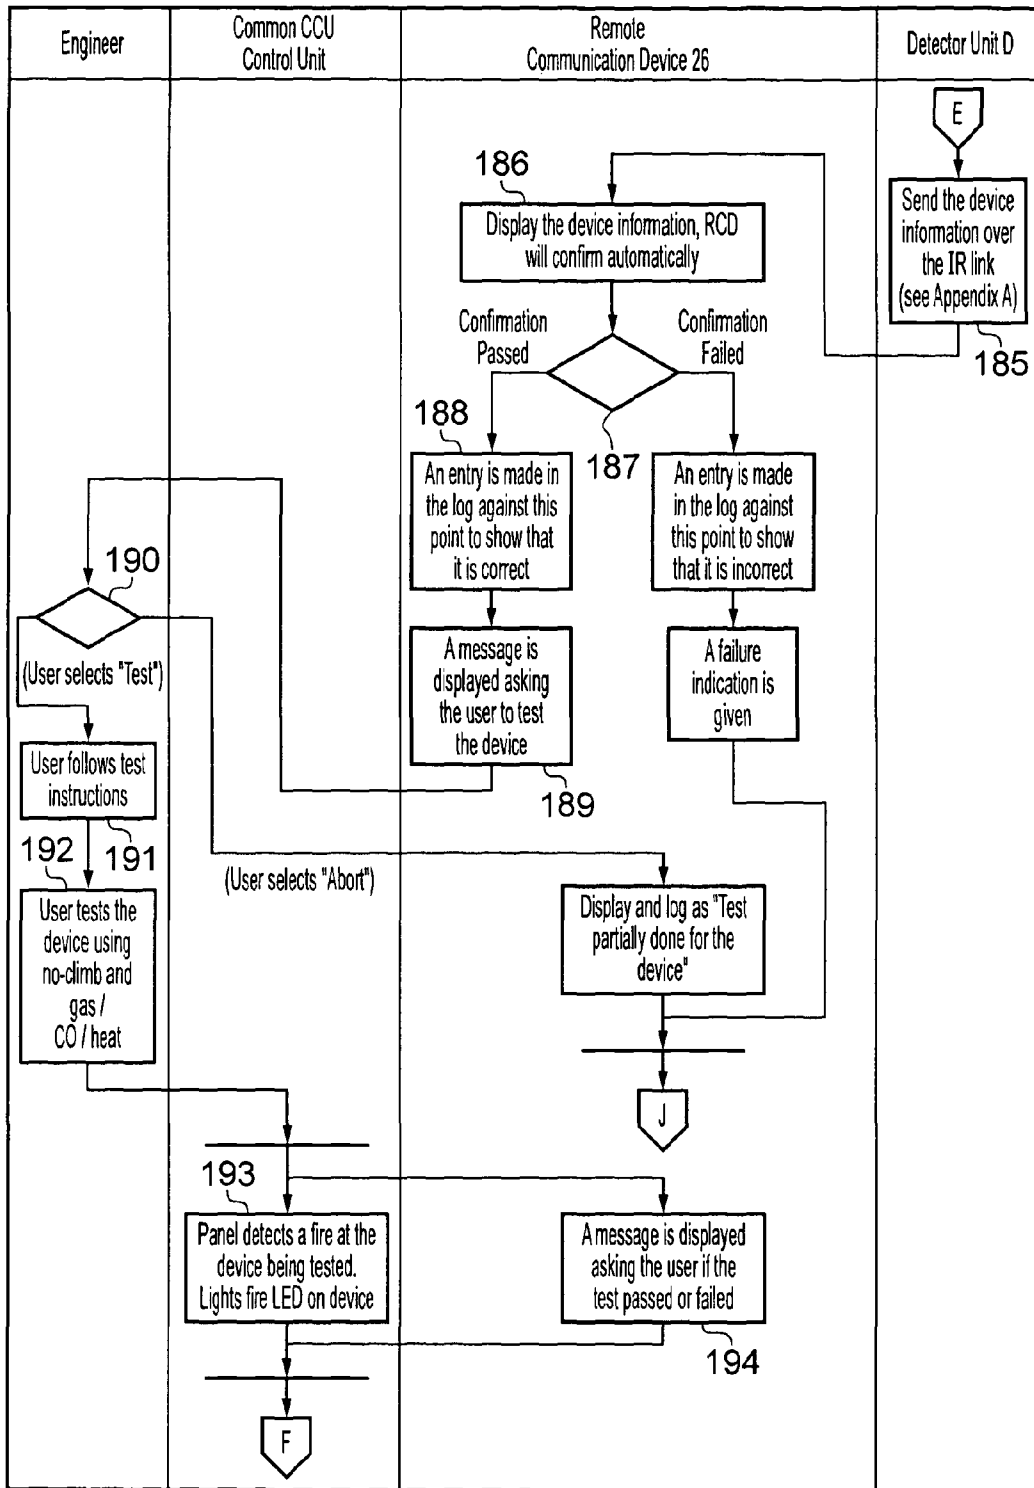 Engineer
Common CCU
Control Unit
Remote
Communication Device 26
Detector Unit D
E
Send the device
information over
the IR link
(see Appendix A)
185
186
Display the device information, RCD
will confirm automatically
Confirmation
Passed
Confirmation
Failed
187
188
An entry is made in
the log against this
point to show that
it is correct
An entry is made
in the log against
this point to show
that it is incorrect
A message is
displayed asking
the user to test
the device
189
A failure
indication is
given
190
(User selects "Test")
User follows test
instructions
191
192
User tests the
device using
no-climb and
gas /
CO / heat
(User selects "Abort")
Display and log as "Test
partially done for the
device"
J
193
Panel detects a fire at the
device being tested.
Lights fire LED on device
A message is displayed
asking the user if the
test passed or failed
194
F